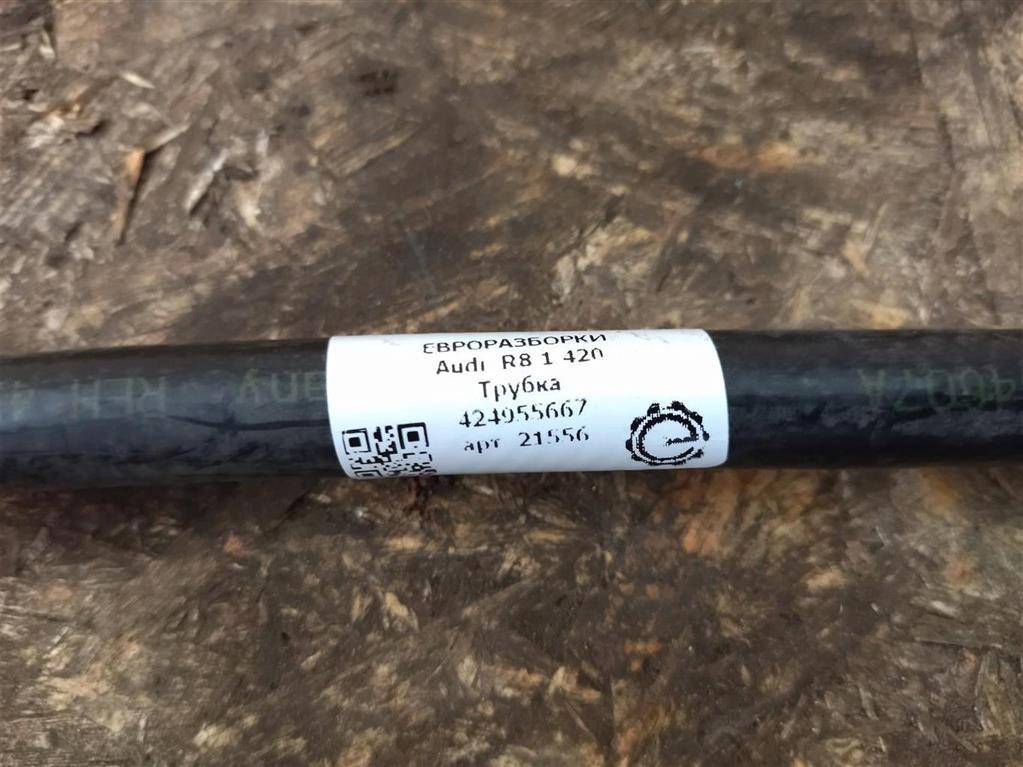 ЕВРОРАЗБОРКИ
Audi R8 1 420
Трубка
424955667
арт 21556